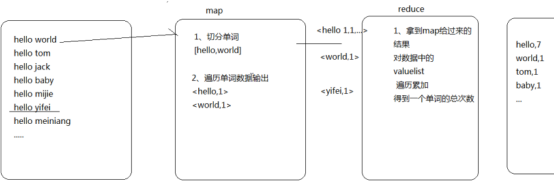 map
reduce
hello world
hello tom
hello jack
hello baby
hello mijie
hello yifei
hello meiniang
.....
1、切分单词
[hello,world]
2、遍历单词数据输出
<hello,1>
<world,1>
<hello 1,1,...>
<world,1>
<yifei,1>
1、拿到map给过来的
结果
对数据中的
valuelist
遍历累加
得到一个单词的总次数
hello,7
world,1
tom,1
baby,1
...